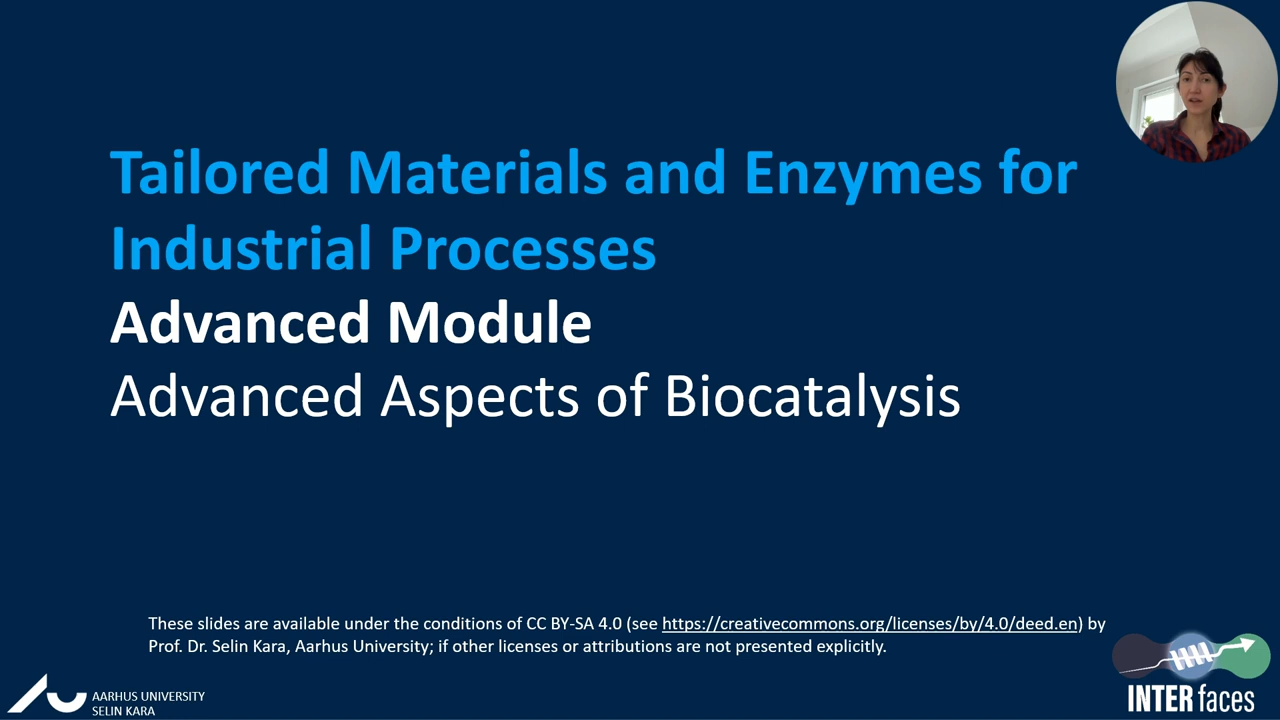 Tailored Materials and Enzymes for
Industrial Processes
Advanced Module
Advanced Aspects of Biocatalysis
These slides are available under the conditions of CC BY-SA 4.0 (see https://creativecommons.org/licenses/by/4.0/deed.en) by
Prof. Dr. Selin Kara, Aarhus University; if other licenses or attributions are not presented explicitly.
AARHUS UNIVERSITY
SELIN KARA
INTERfaces